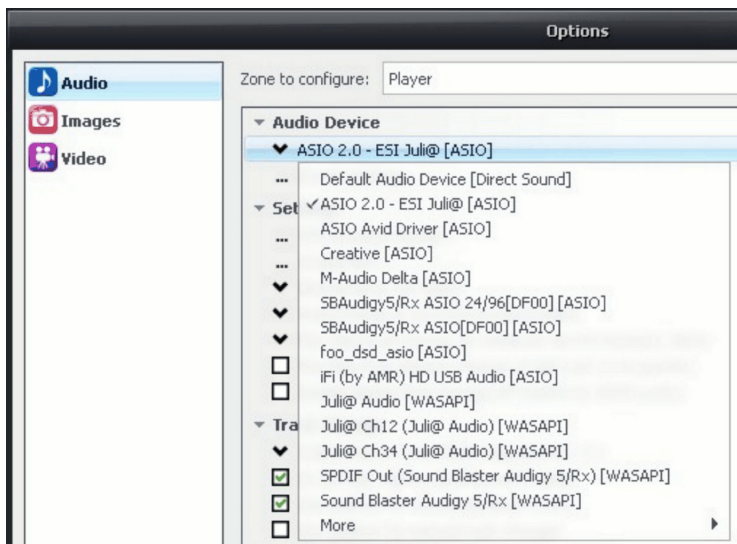 Options
Audio
Images
Video
Zone to configure: Player
Audio Device
ASIO 2.0 - ESI Juli@ [ASIO]
Default Audio Device [Direct Sound]
Set
ASIO 2.0 - ESI Juli@ [ASIO]
ASIO Avid Driver [ASIO]
Creative [ASIO]
M-Audio Delta [ASIO]
SBAudigy5/Rx ASIO 24/96[DF00] [ASIO]
SBAudigy5/Rx ASIO[DF00] [ASIO]
foo_dsd_asio [ASIO]
iFi (by AMR) HD USB Audio [ASIO]
Juli@ Audio [WASAPI]
Tra
Juli@ Ch12 (Juli@ Audio) [WASAPI]
Juli@ Ch34 (Juli@ Audio) [WASAPI]
SPDIF Out (Sound Blaster Audigy 5/Rx) [WASAPI]
Sound Blaster Audigy 5/Rx [WASAPI]
More